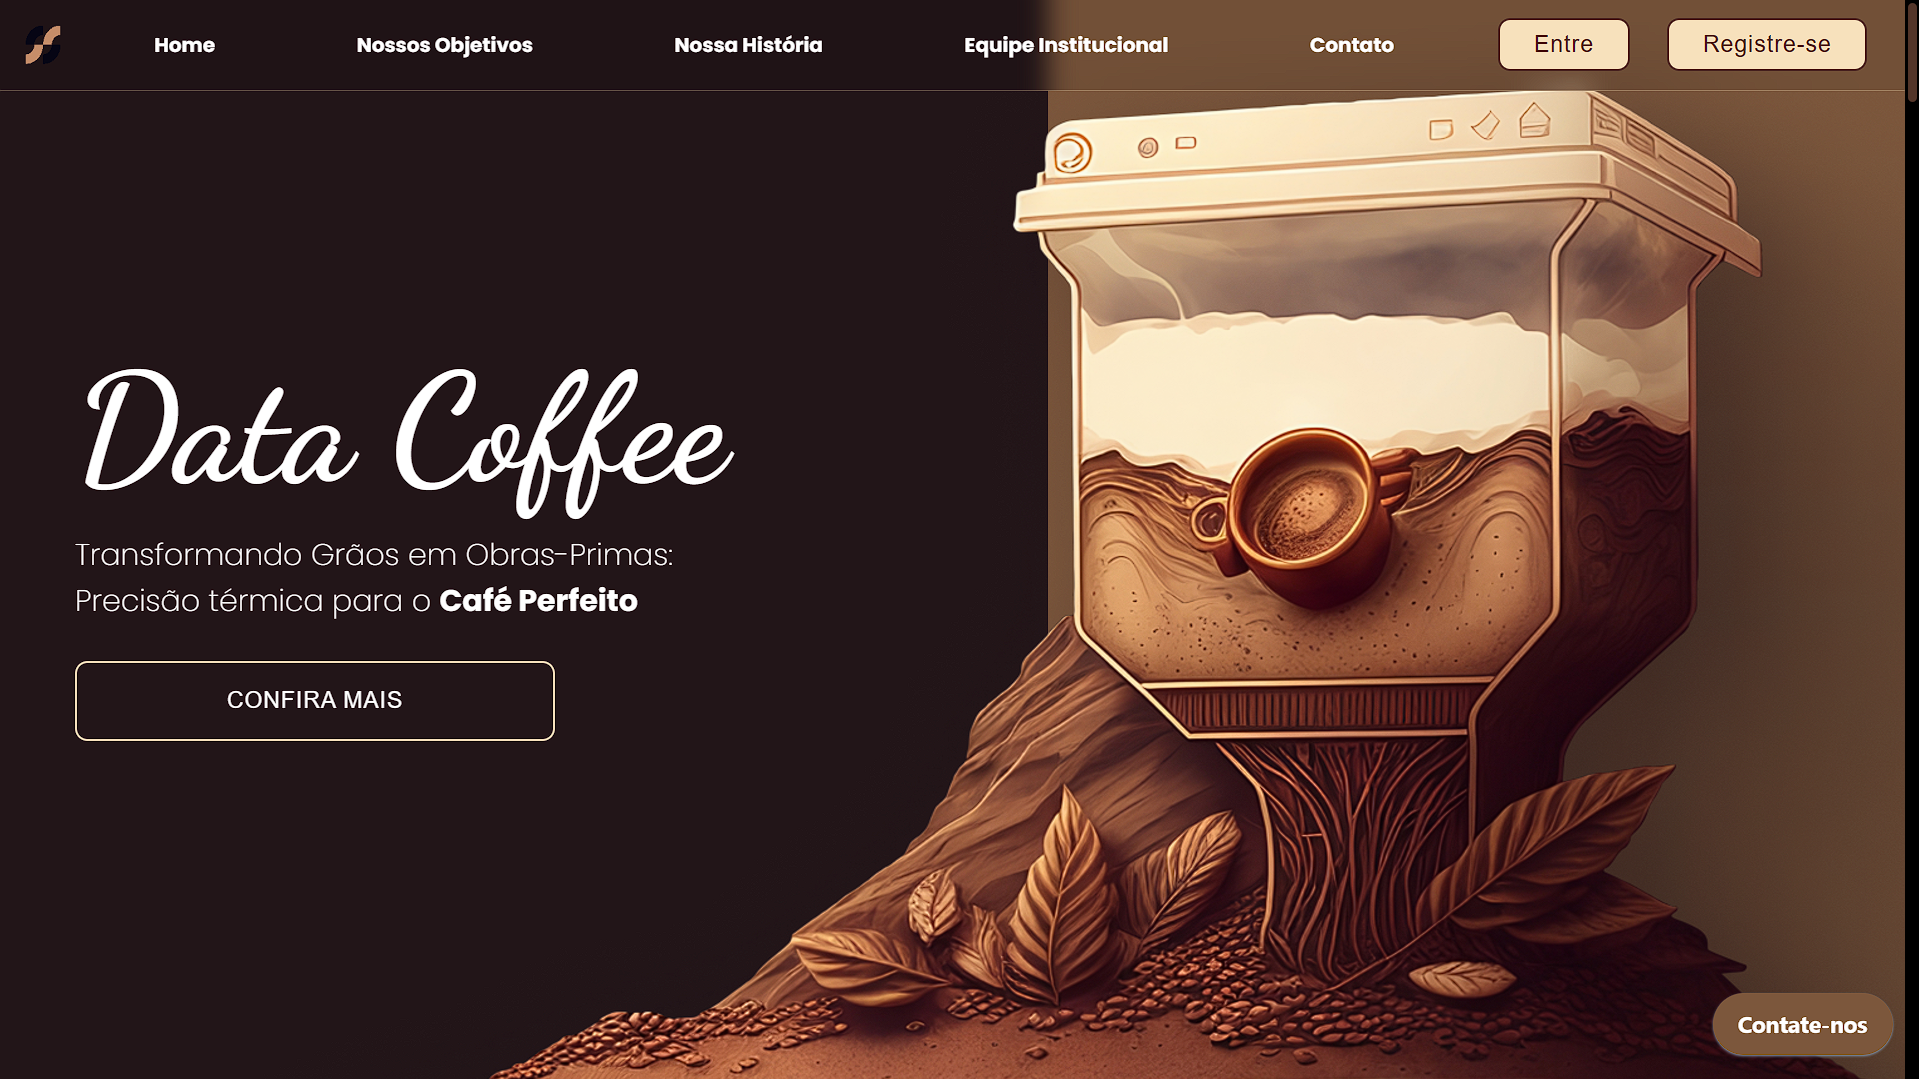 Home
Nossos Objetivos
Nossa História
Equipe Institucional
Contato
Entre
Registre-se
Data Coffee
Transformando Grãos em Obras-Primas:
Precisão térmica para o Café Perfeito
CONFIRA MAIS
Contate-nos